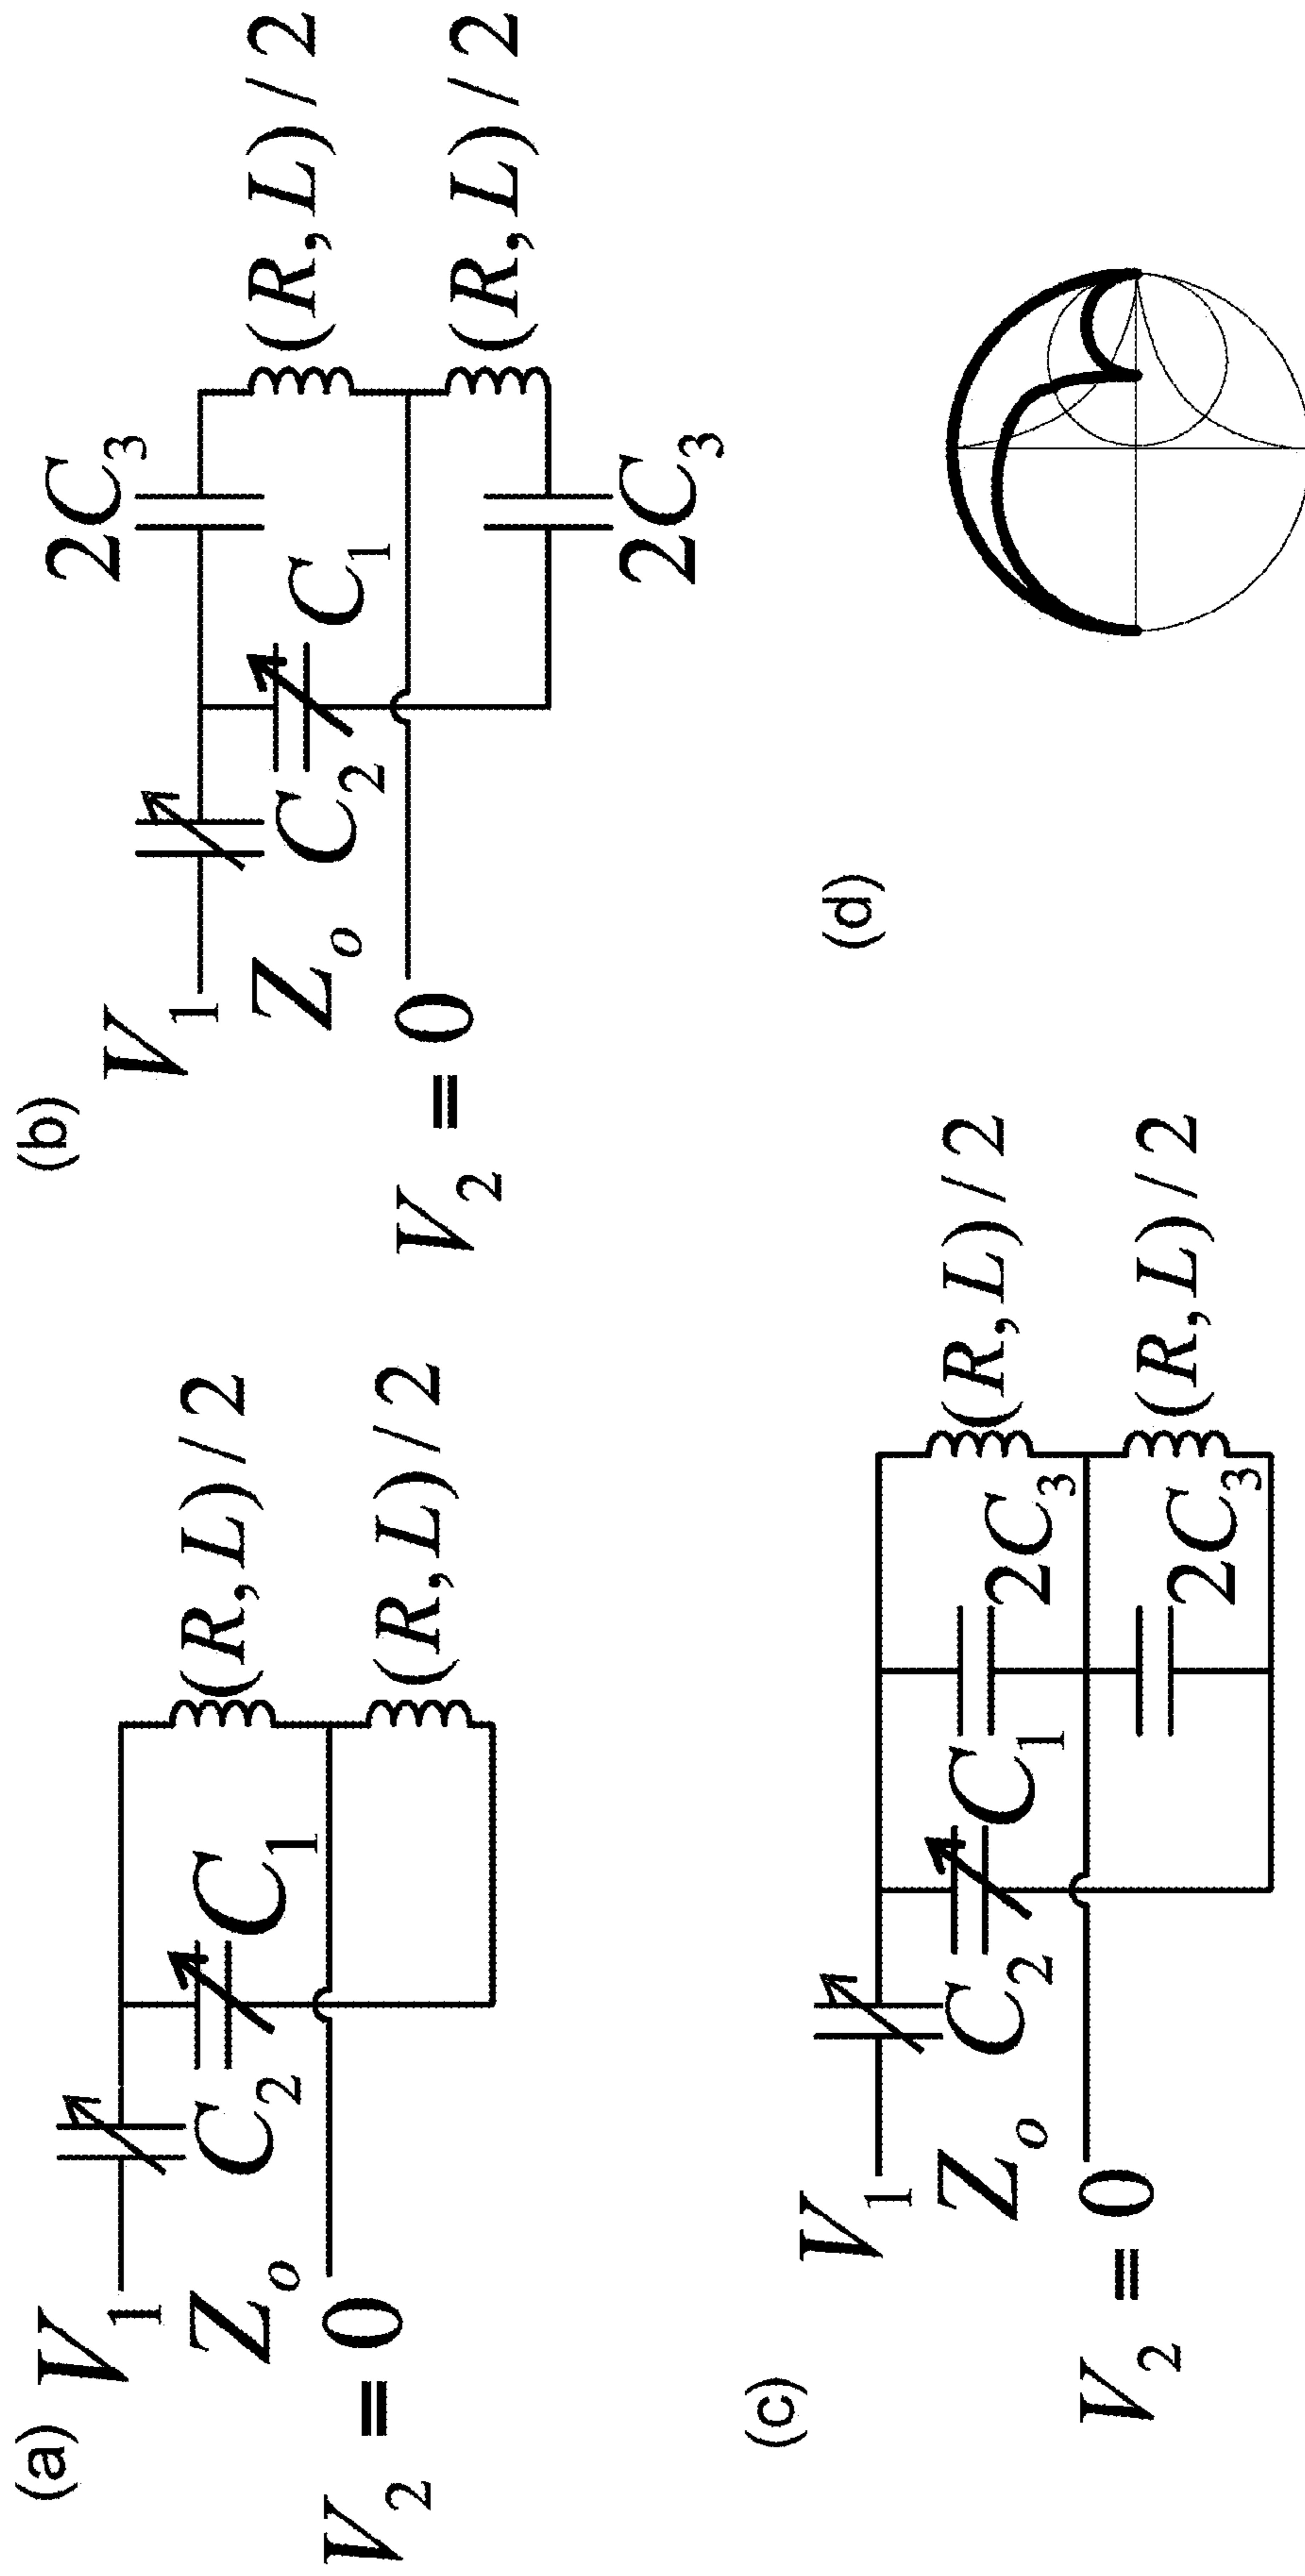 (a)
V1
Zo
V2 = 0
C2
C1
(R, L) / 2
(R, L) / 2
(b)
V1
Zo
V2 = 0
C2
C1
2C3
2C3
(R, L) / 2
(R, L) / 2
(c)
V1
Zo
V2 = 0
C2
C1
2C3
2C3
(R, L) / 2
(R, L) / 2
(d)